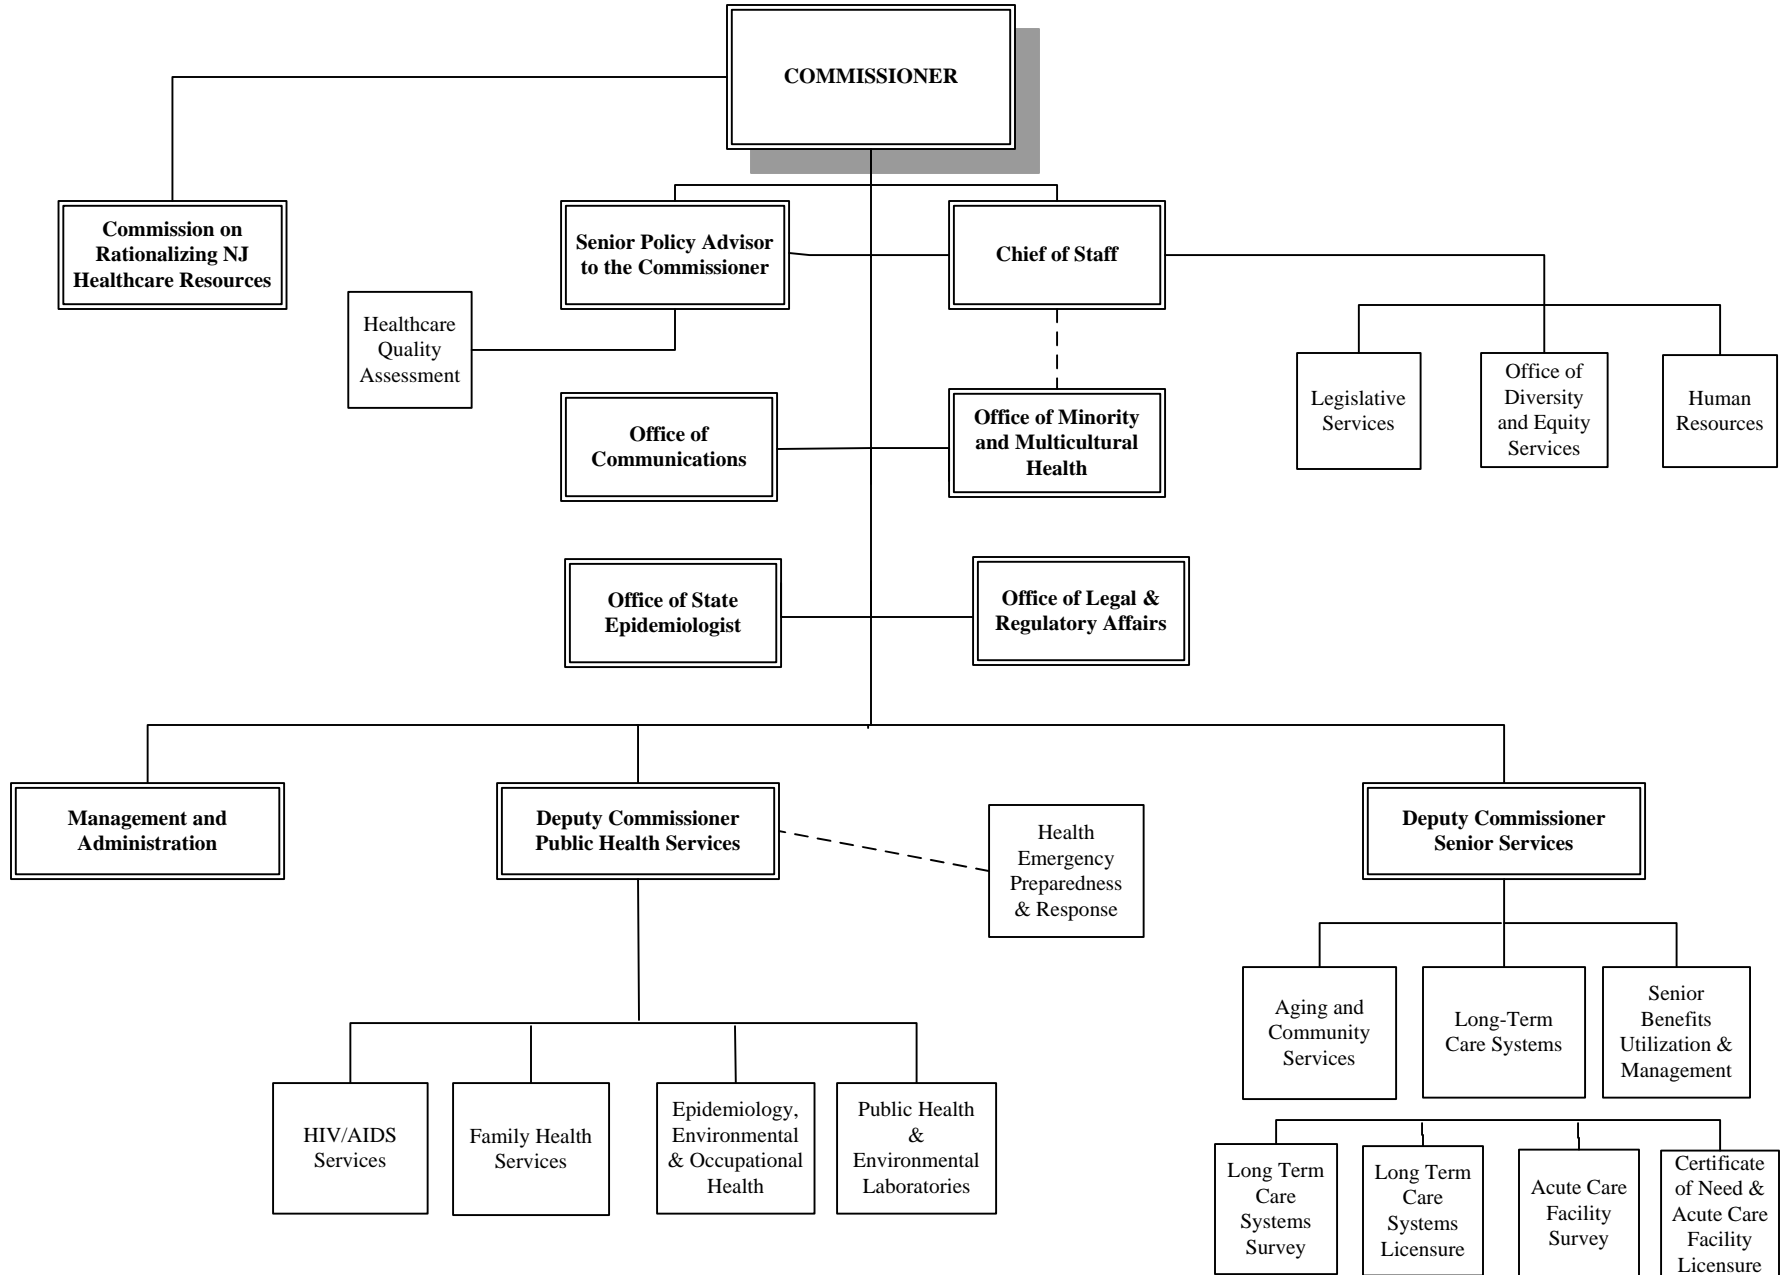 COMMISSIONER
Commission on
Rationalizing NJ
Healthcare Resources
Senior Policy Advisor
to the Commissioner
Chief of Staff
Healthcare
Quality
Assessment
Legislative
Services
Office of
Diversity
and Equity
Services
Human
Resources
Office of
Communications
Office of Minority
and Multicultural
Health
Office of State
Epidemiologist
Office of Legal &
Regulatory Affairs
Management and
Administration
Deputy Commissioner
Public Health Services
Health
Emergency
Preparedness
& Response
Deputy Commissioner
Senior Services
Aging and
Community
Services
Long-Term
Care Systems
Senior
Benefits
Utilization &
Management
HIV/AIDS
Services
Family Health
Services
Epidemiology,
Environmental
& Occupational
Health
Public Health
&
Environmental
Laboratories
Long Term
Care
Systems
Survey
Long Term
Care
Systems
Licensure
Acute Care
Facility
Survey
Certificate
of Need &
Acute Care
Facility
Licensure